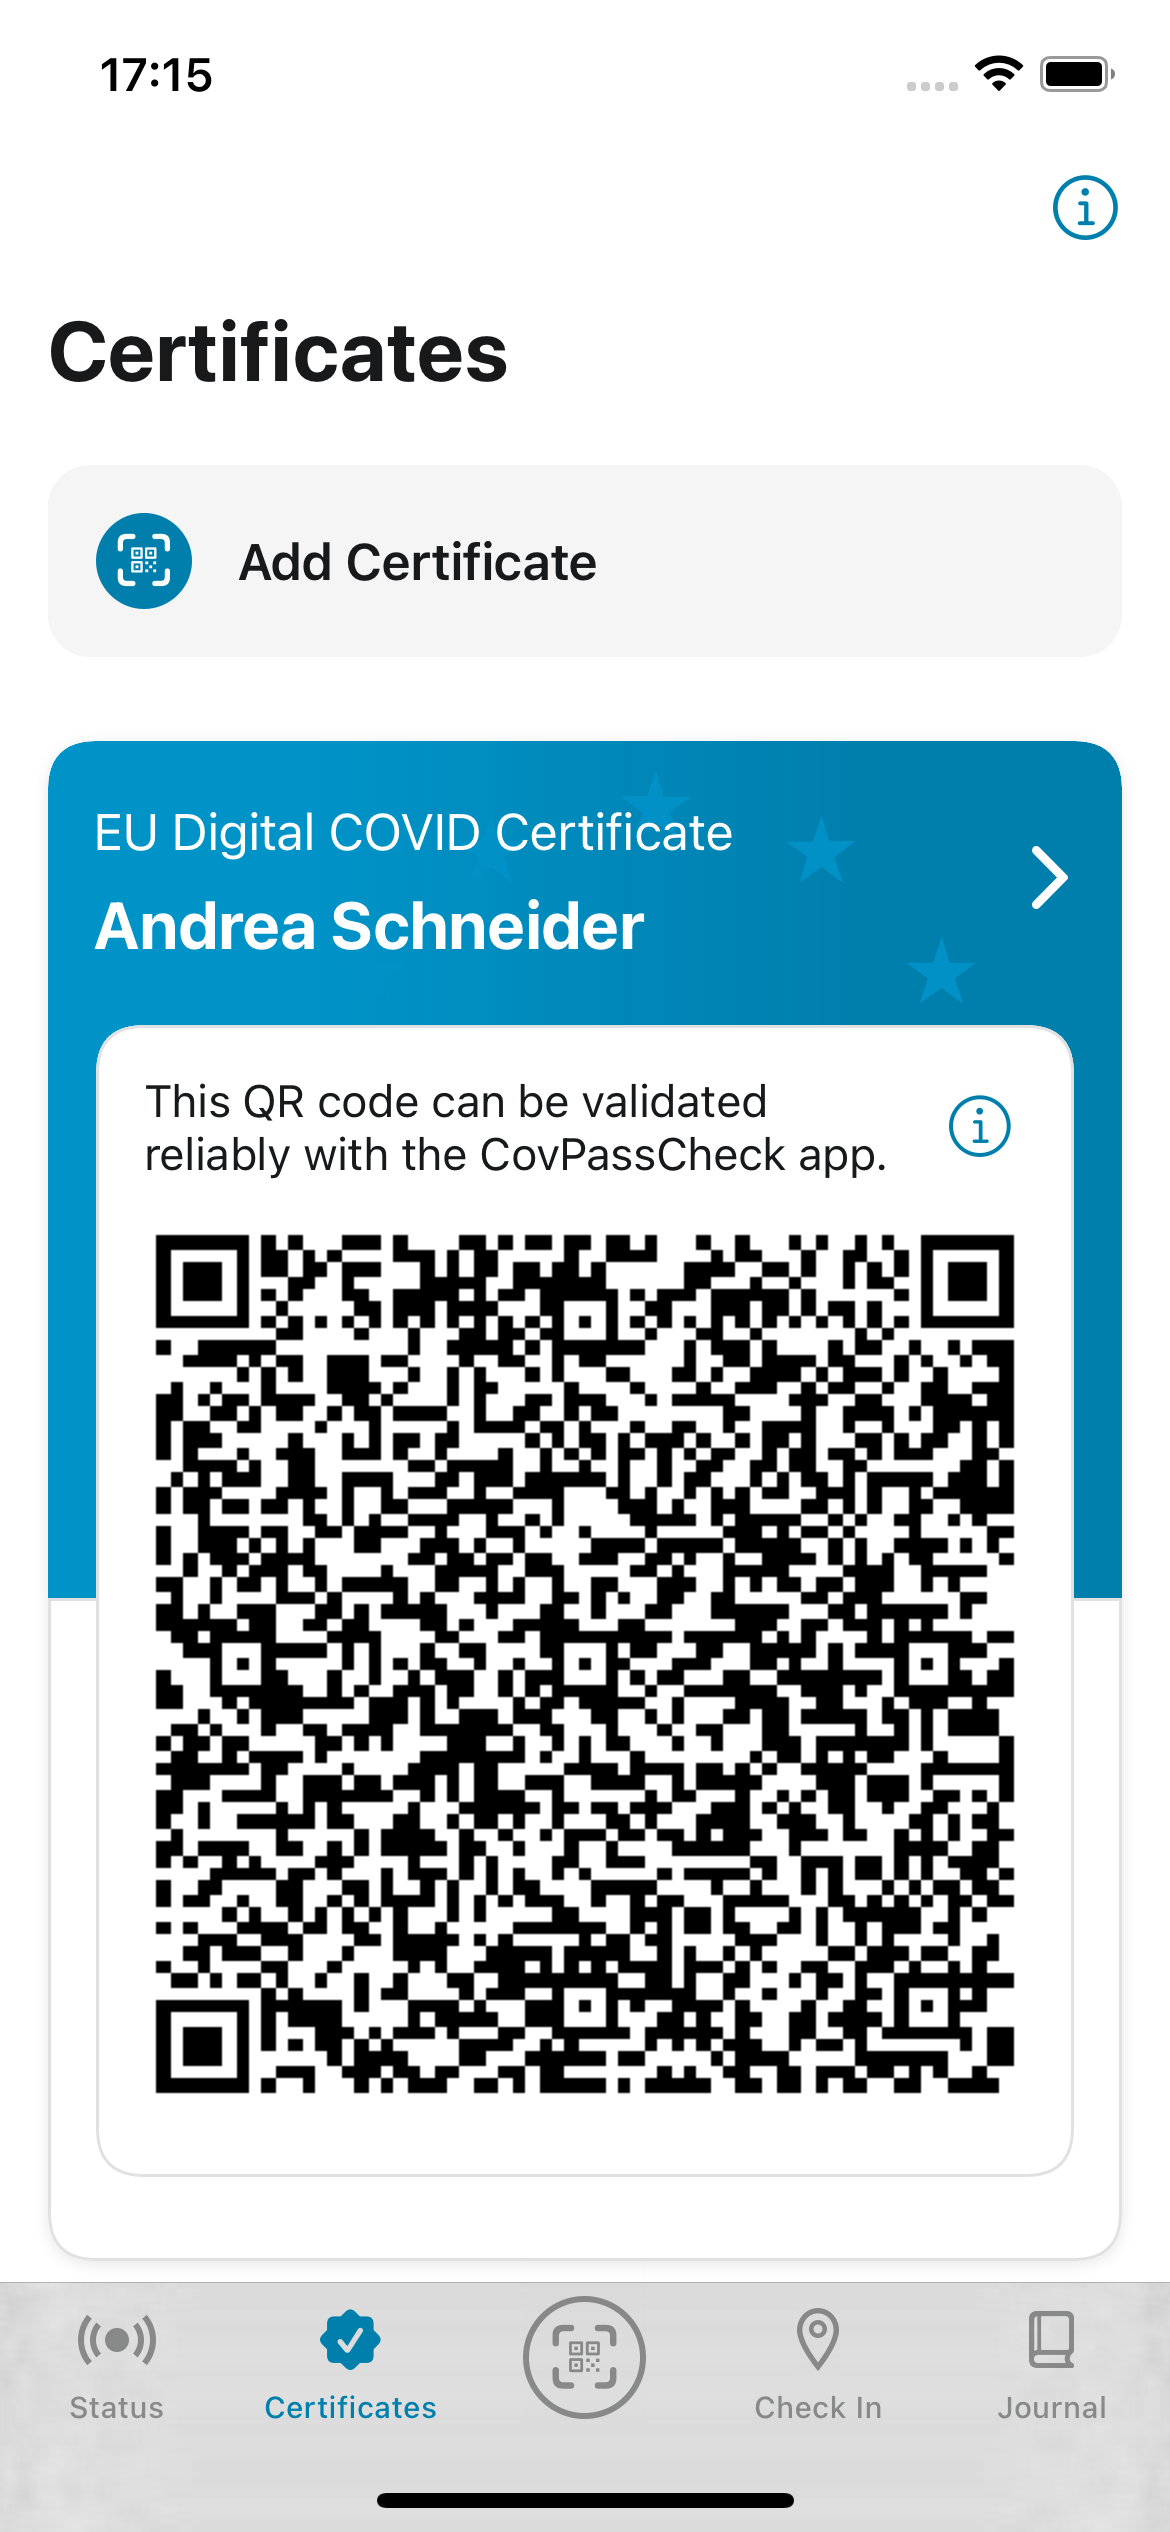 17:15
Certificates
Add Certificate
EU Digital COVID Certificate
Andrea Schneider
This QR code can be validated
reliably with the CovPassCheck app.
Status
Certificates
Check In
Journal